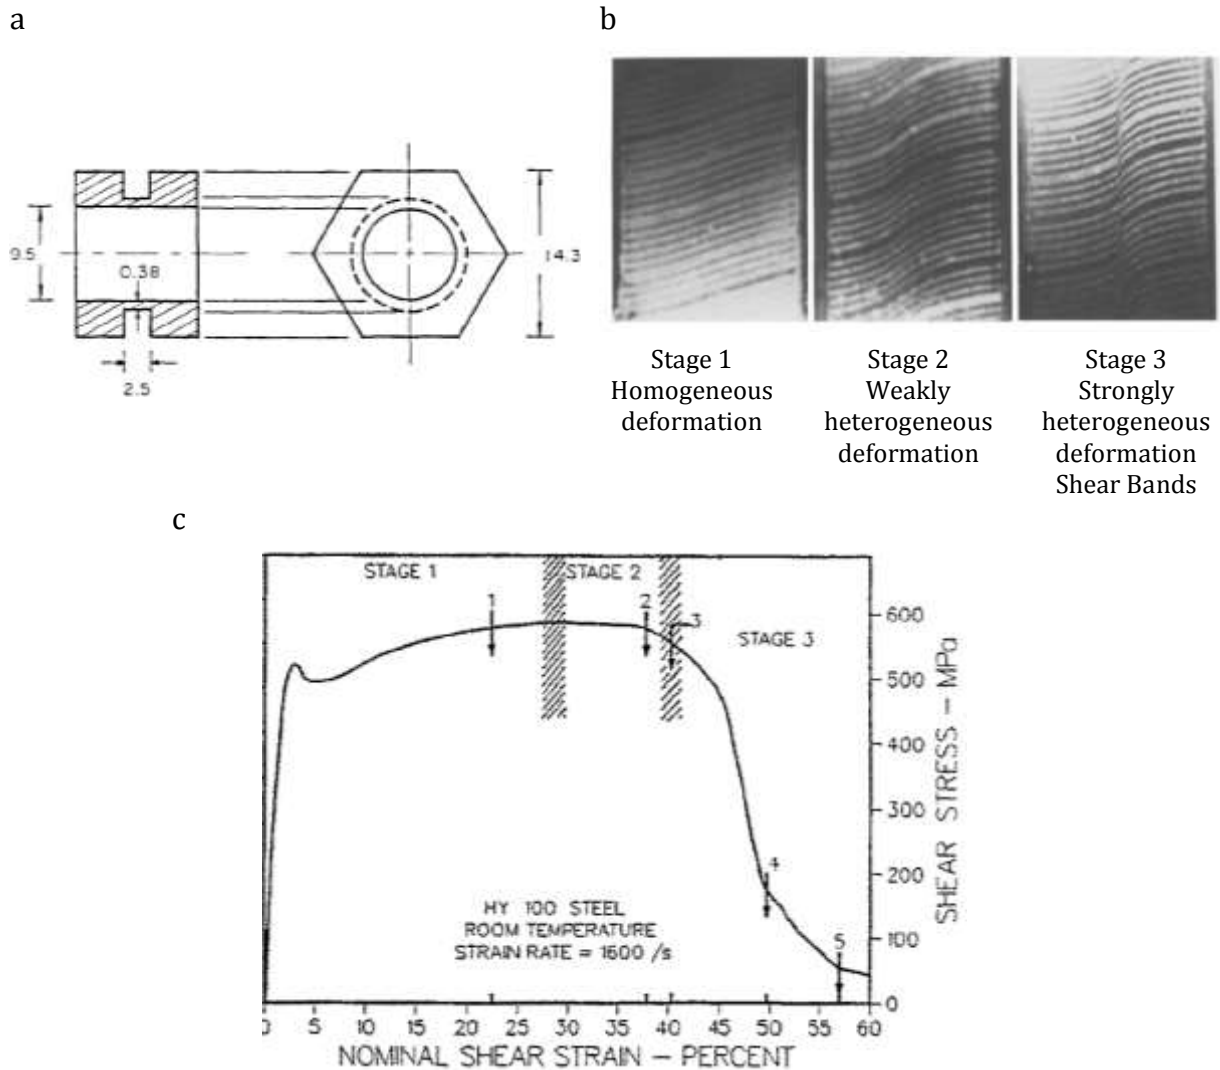 a
b
9.5
0.38
14.3
2.5
Stage 1
Homogeneous
deformation
Stage 2
Weakly
heterogeneous
deformation
Stage 3
Strongly
heterogeneous
deformation
Shear Bands
c
STAGE 1
STAGE 2
STAGE 3
1
2
3
4
5
HY 100 STEEL
ROOM TEMPERATURE
STRAIN RATE = 1600 /s
600
500
400
300
200
100
0
SHEAR STRESS – MPa
0 5 10 15 20 25 30 35 40 45 50 55 60
NOMINAL SHEAR STRAIN – PERCENT